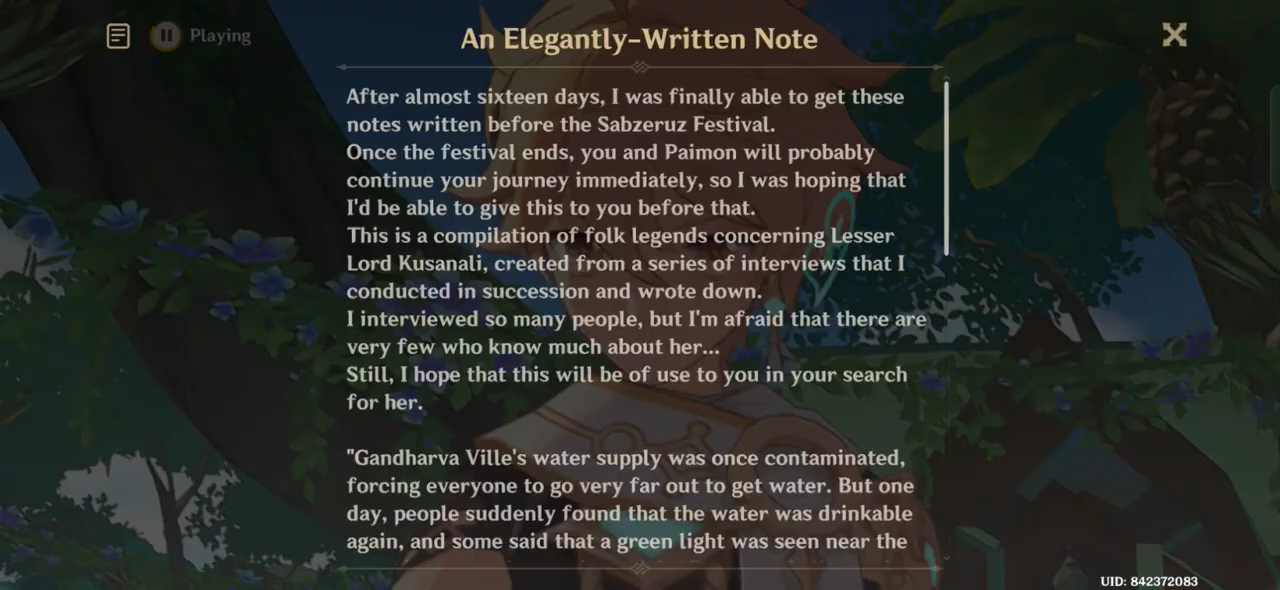 Playing
An Elegantly-Written Note
After almost sixteen days, I was finally able to get these
notes written before the Sabzeruz Festival.
Once the festival ends, you and Paimon will probably
continue your journey immediately, so I was hoping that
I'd be able to give this to you before that.
This is a compilation of folk legends concerning Lesser
Lord Kusanali, created from a series of interviews that I
conducted in succession and wrote down.
I interviewed so many people, but I'm afraid that there are
very few who know much about her...
Still, I hope that this will be of use to you in your search
for her.
"Gandharva Ville's water supply was once contaminated,
forcing everyone to go very far out to get water. But one
day, people suddenly found that the water was drinkable
again, and some said that a green light was seen near the
UID: 842372083